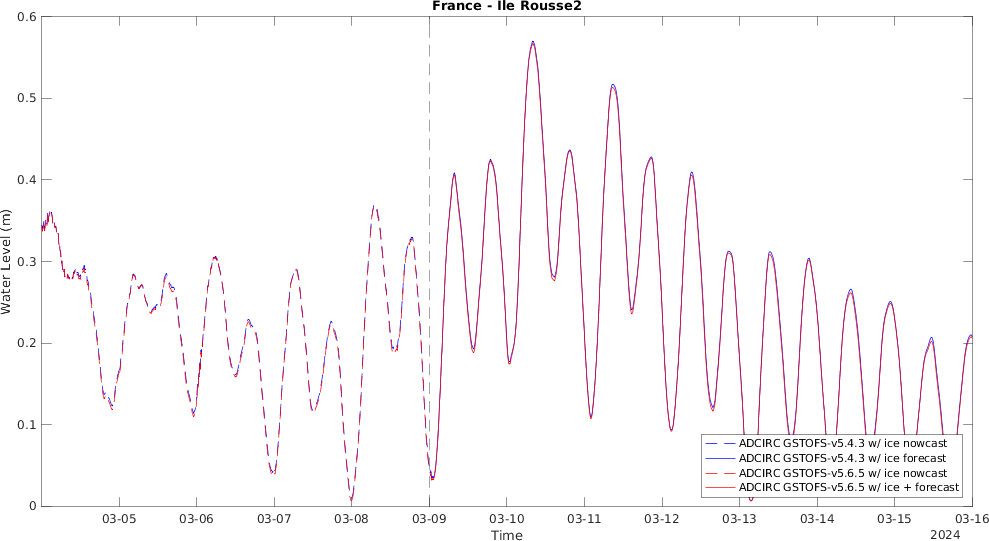 France - Ile Rousse2
Water Level (m)
0.6
0.5
0.4
0.3
0.2
0.1
0
03-05 03-06 03-07 03-08 03-09 03-10 03-11 03-12 03-13 03-14 03-15 03-16
Time
2024
ADCIRC GSTOFS-v5.4.3 w/ ice nowcast
ADCIRC GSTOFS-v5.4.3 w/ ice forecast
ADCIRC GSTOFS-v5.6.5 w/ ice nowcast
ADCIRC GSTOFS-v5.6.5 w/ ice + forecast